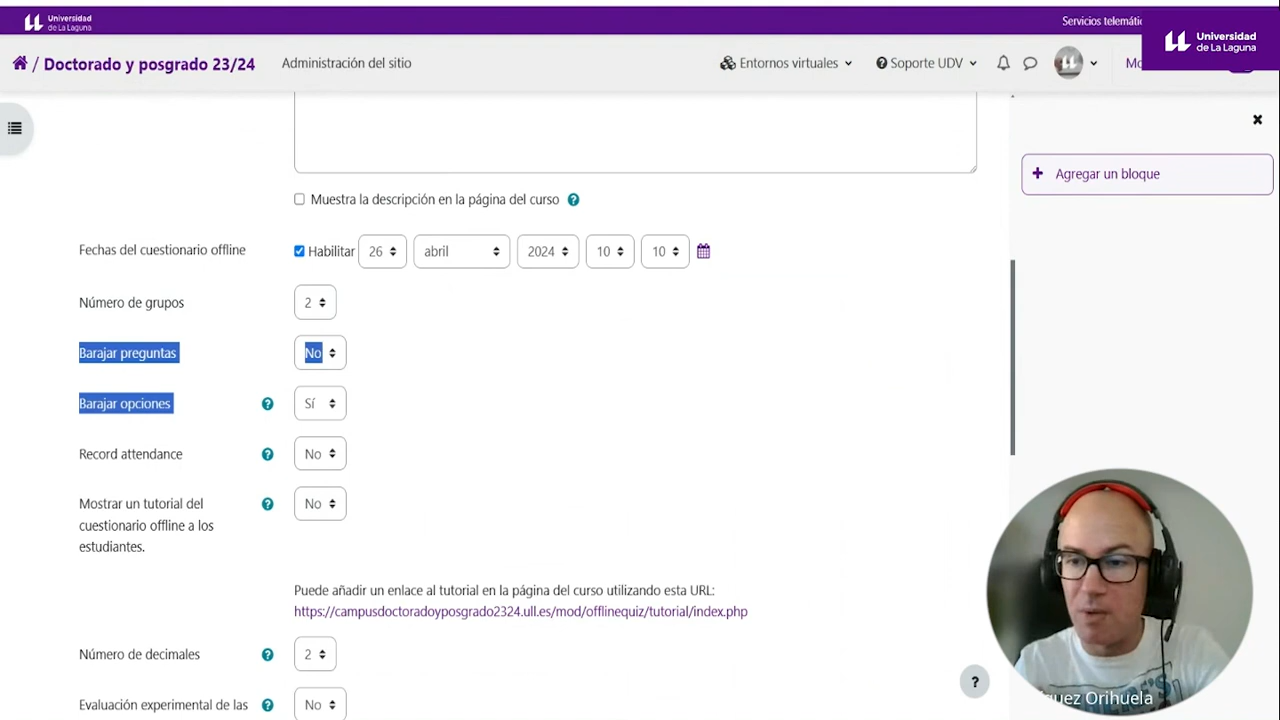 Universidad
de La Laguna
Servicios telemátic
Universidad
de La Laguna
/ Doctorado y posgrado 23/24
Administración del sitio
Entornos virtuales
Soporte UDV
Mo
Agregar un bloque
Muestra la descripción en la página del curso
Fechas del cuestionario offline
Habilitar 26 abril 2024 10 10
Número de grupos
2
Barajar preguntas
No
Barajar opciones
Sí
Record attendance
No
Mostrar un tutorial del
cuestionario offline a los
estudiantes.
No
Puede añadir un enlace al tutorial en la página del curso utilizando esta URL:
https://campusdoctoradoyposgrado2324.ull.es/mod/offlinequiz/tutorial/index.php
Número de decimales
2
Evaluación experimental de las
No
?
Orihuela